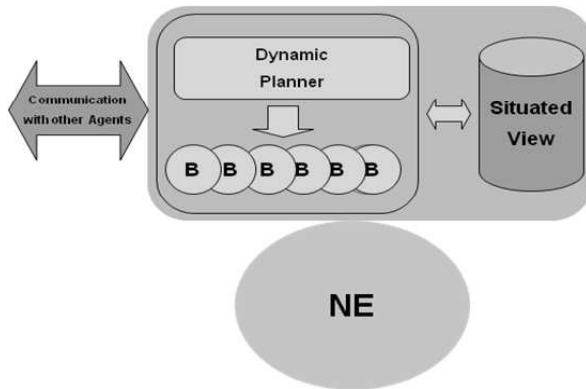 Dynamic
Planner
Communication
with other Agents
Situated
View
B B B B B B
NE